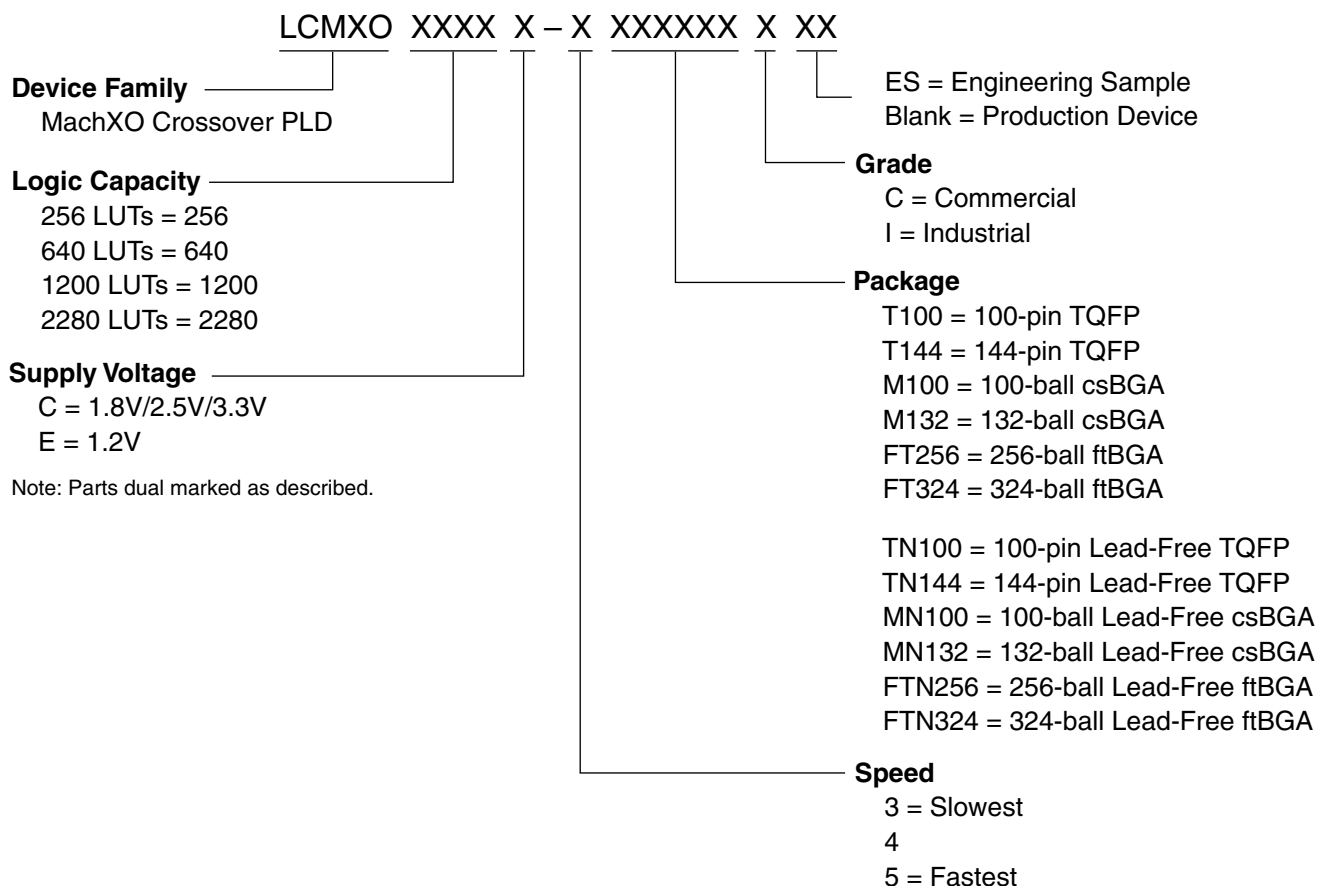 LCMXO XXXX X – X XXXXXX X XX
Device Family
MachXO Crossover PLD
Logic Capacity
256 LUTs = 256
640 LUTs = 640
1200 LUTs = 1200
2280 LUTs = 2280
Supply Voltage
C = 1.8V/2.5V/3.3V
E = 1.2V
Note: Parts dual marked as described.
ES = Engineering Sample
Blank = Production Device
Grade
C = Commercial
I = Industrial
Package
T100 = 100-pin TQFP
T144 = 144-pin TQFP
M100 = 100-ball csBGA
M132 = 132-ball csBGA
FT256 = 256-ball ftBGA
FT324 = 324-ball ftBGA
TN100 = 100-pin Lead-Free TQFP
TN144 = 144-pin Lead-Free TQFP
MN100 = 100-ball Lead-Free csBGA
MN132 = 132-ball Lead-Free csBGA
FTN256 = 256-ball Lead-Free ftBGA
FTN324 = 324-ball Lead-Free ftBGA
Speed
3 = Slowest
4
5 = Fastest